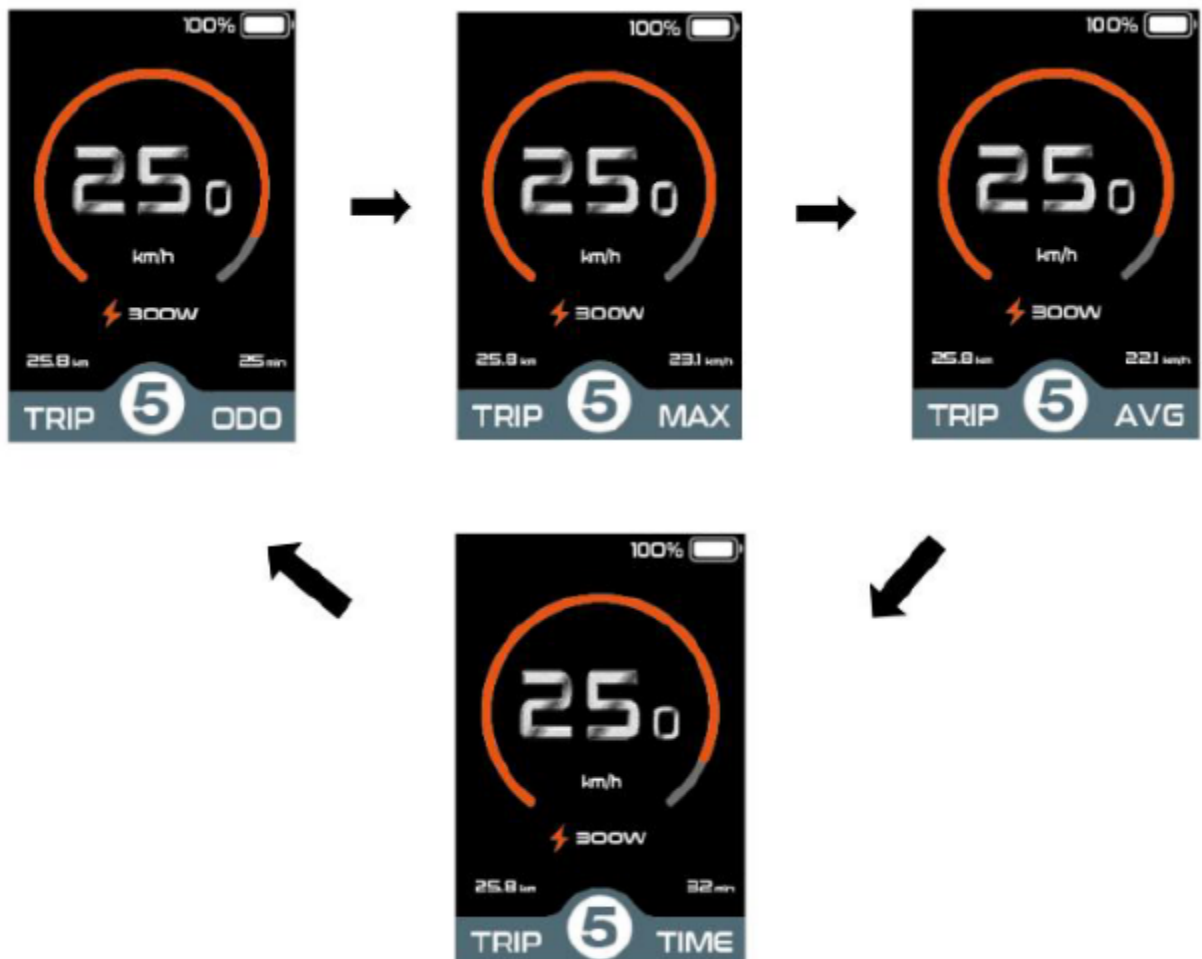 100%
25.0
km/h
300W
25.8 km 25 min
TRIP 5 ODO
100%
25.0
km/h
300W
25.8 km 23.1 km/h
TRIP 5 MAX
100%
25.0
km/h
300W
25.8 km 22.1 km/h
TRIP 5 AVG
100%
25.0
km/h
300W
25.8 km 32 min
TRIP 5 TIME